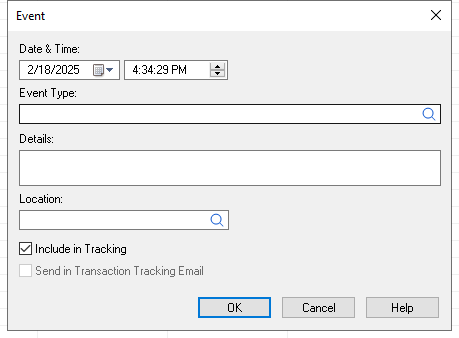 Event
Date & Time:
2/18/2025 4:34:29 PM
Event Type:
Details:
Location:
Include in Tracking
Send in Transaction Tracking Email
OK Cancel Help